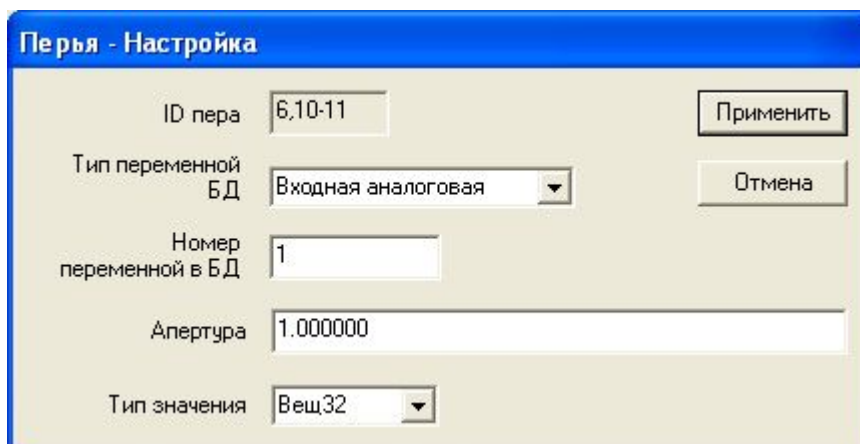 Перья - Настройка
ID пера
6,10-11
Применить
Тип переменной
БД
Входная аналоговая
Отмена
Номер
переменной в БД
1
Апертура
1.000000
Тип значения
Вещ32